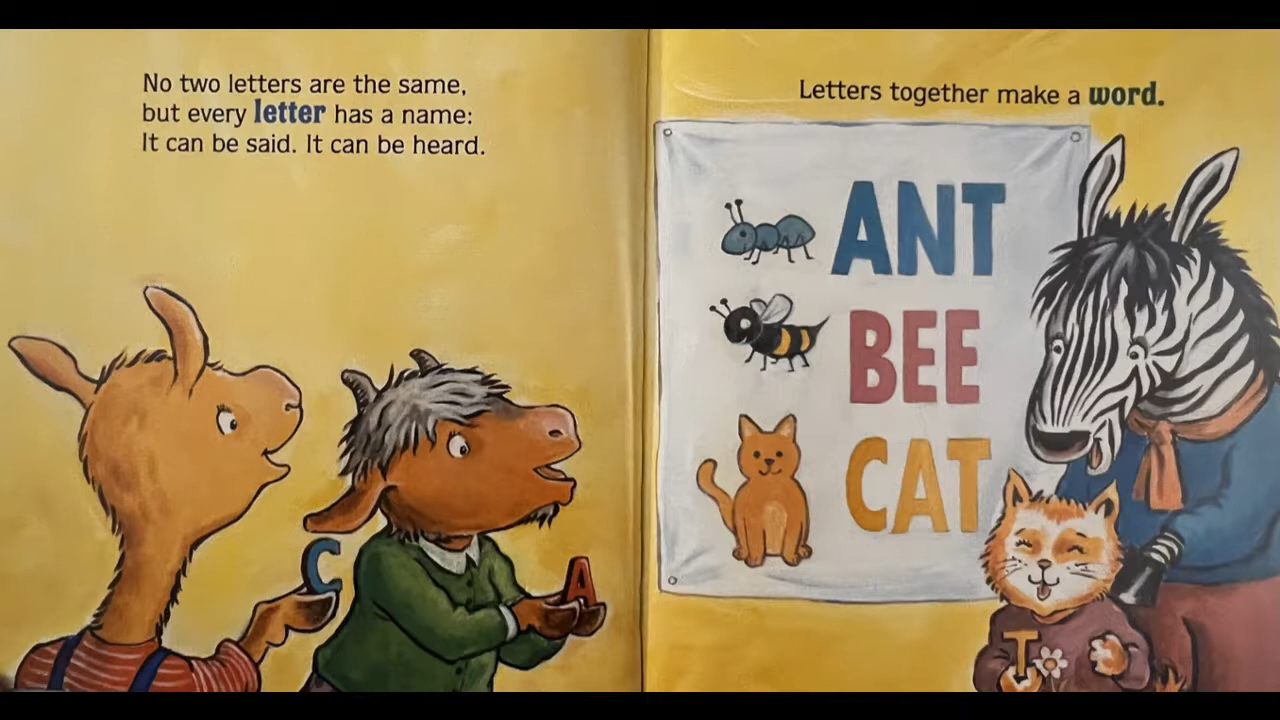 No two letters are the same,
but every letter has a name:
It can be said. It can be heard.
C
A
Letters together make a word.
ANT
BEE
CAT
T